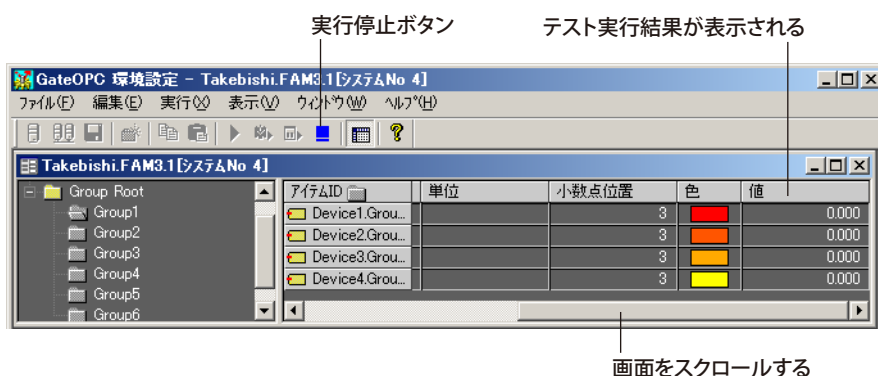 実行停止ボタン
テスト実行結果が表示される
GateOPC 環境設定 - Takebishi.FAM3.1[システムNo 4]
ファイル(F) 編集(E) 実行(X) 表示(V) ウィンドウ(W) ヘルプ(H)
Takebishi.FAM3.1[システムNo 4]
Group Root
Group1
Group2
Group3
Group4
Group5
Group6
アイテムID 単位 小数点位置 色 値
Device1.Grou... 3 0.000
Device2.Grou... 3 0.000
Device3.Grou... 3 0.000
Device4.Grou... 3 0.000
画面をスクロールする